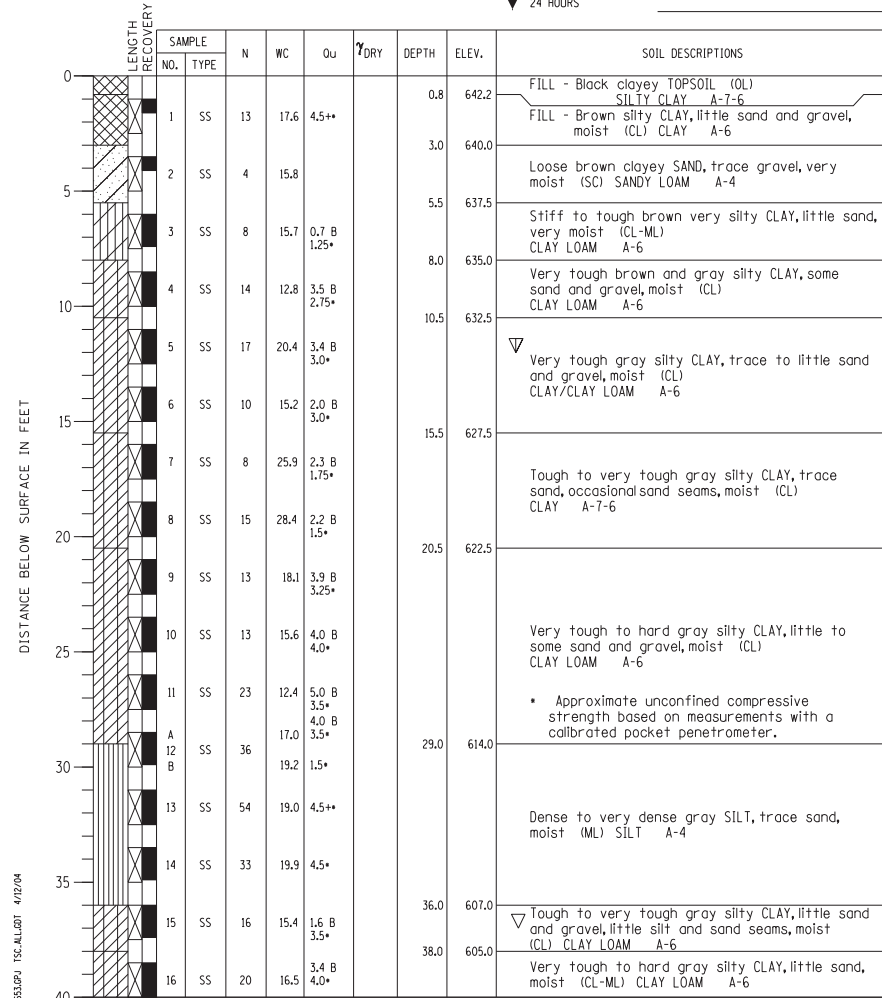 ▼ 24 HOURS
LENGTH RECOVERY SAMPLE N WC Qu γDRY DEPTH ELEV. SOIL DESCRIPTIONS
NO. TYPE
0
FILL - Black clayey TOPSOIL (OL)
0.8 642.2 SILTY CLAY A-7-6
1 SS 13 17.6 4.5+* FILL - Brown silty CLAY, little sand and gravel,
moist (CL) CLAY A-6
3.0 640.0
2 SS 4 15.8 Loose brown clayey SAND, trace gravel, very
moist (SC) SANDY LOAM A-4
5
5.5 637.5
Stiff to tough brown very silty CLAY, little sand,
3 SS 8 15.7 0.7 B very moist (CL-ML)
1.25* CLAY LOAM A-6
8.0 635.0
Very tough brown and gray silty CLAY, some
4 SS 14 12.8 3.5 B sand and gravel, moist (CL)
2.75* CLAY LOAM A-6
10
10.5 632.5
5 SS 17 20.4 3.4 B
3.0* Very tough gray silty CLAY, trace to little sand
and gravel, moist (CL)
CLAY/CLAY LOAM A-6
6 SS 10 15.2 2.0 B
3.0*
15
15.5 627.5
7 SS 8 25.9 2.3 B
1.75* Tough to very tough gray silty CLAY, trace
sand, occasional sand seams, moist (CL)
CLAY A-7-6
8 SS 15 28.4 2.2 B
1.5*
20
20.5 622.5
9 SS 13 18.1 3.9 B
3.25*
10 SS 13 15.6 4.0 B Very tough to hard gray silty CLAY, little to
4.0* some sand and gravel, moist (CL)
25 CLAY LOAM A-6
11 SS 23 12.4 5.0 B
3.5* * Approximate unconfined compressive
4.0 B strength based on measurements with a
A 17.0 3.5* calibrated pocket penetrometer.
29.0 614.0
12 SS 36
B 19.2 1.5*
30
13 SS 54 19.0 4.5+* Dense to very dense gray SILT, trace sand,
moist (ML) SILT A-4
14 SS 33 19.9 4.5*
35
36.0 607.0
Tough to very tough gray silty CLAY, little sand
15 SS 16 15.4 1.6 B and gravel, little silt and sand seams, moist
3.5* (CL) CLAY LOAM A-6
38.0 605.0
3.4 B Very tough to hard gray silty CLAY, little sand,
16 SS 20 16.5 4.0* moist (CL-ML) CLAY LOAM A-6
40
DISTANCE BELOW SURFACE IN FEET
TSC_ALL.GDT 4/12/04